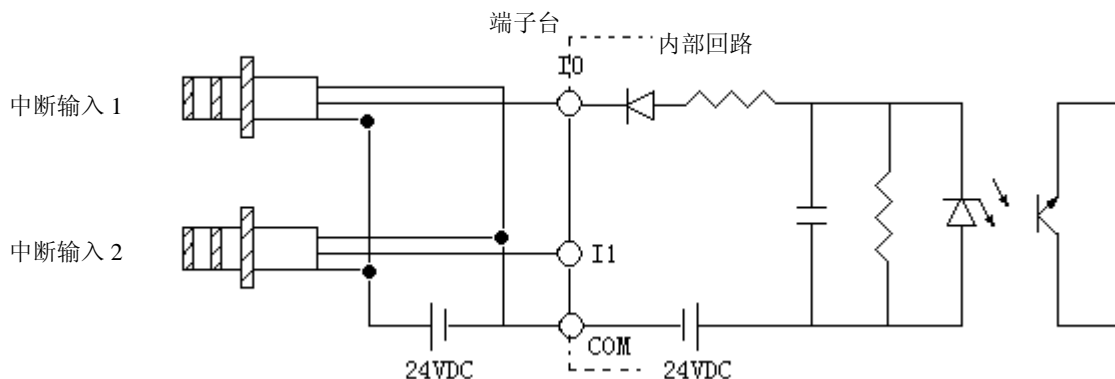 端子台
内部回路
I0
中断输入 1
中断输入 2
I1
COM
24VDC
24VDC